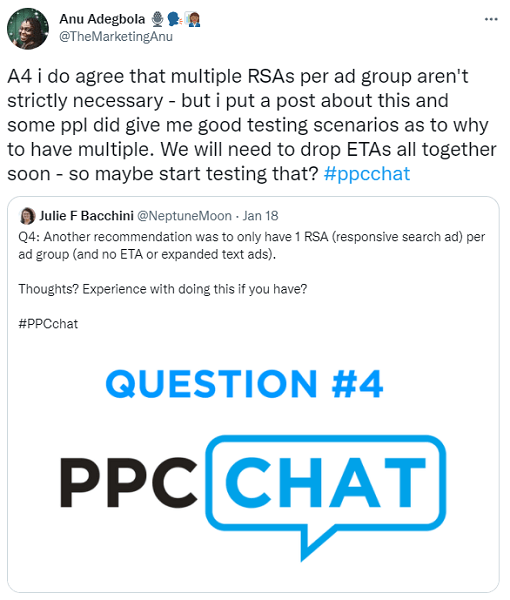 Anu Adegbola 🎙️🗣️👩🏾‍💼
@TheMarketingAnu
A4 i do agree that multiple RSAs per ad group aren't
strictly necessary - but i put a post about this and
some ppl did give me good testing scenarios as to why
to have multiple. We will need to drop ETAs all together
soon - so maybe start testing that? #ppcchat
Julie F Bacchini @NeptuneMoon · Jan 18
Q4: Another recommendation was to only have 1 RSA (responsive search ad) per
ad group (and no ETA or expanded text ads).
Thoughts? Experience with doing this if you have?
#PPCchat
QUESTION #4
PPCCHAT